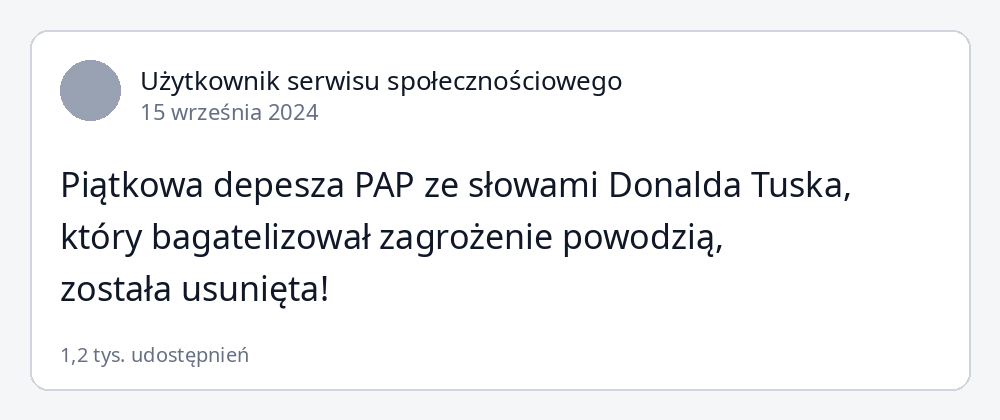 Użytkownik serwisu społecznościowego
15 września 2024
Piątkowa depesza PAP ze słowami Donalda Tuska,
który bagatelizował zagrożenie powodzią,
została usunięta!
1,2 tys. udostępnień